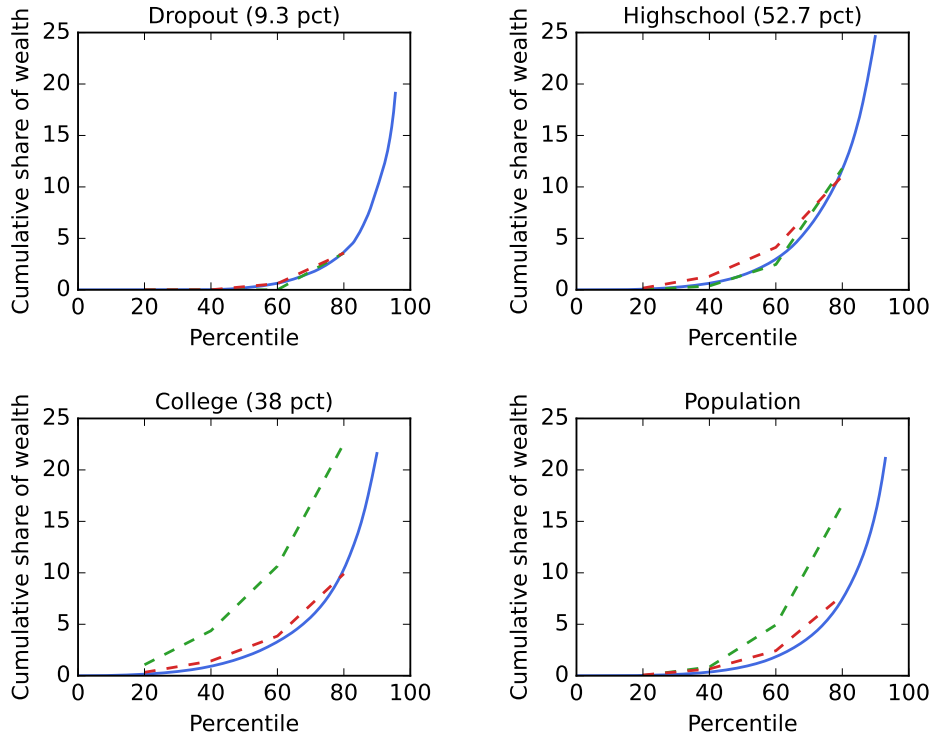 Dropout (9.3 pct)
25
20
15
10
5
0
Cumulative share of wealth
0 20 40 60 80 100
Percentile
Highschool (52.7 pct)
25
20
15
10
5
0
Cumulative share of wealth
0 20 40 60 80 100
Percentile
College (38 pct)
25
20
15
10
5
0
Cumulative share of wealth
0 20 40 60 80 100
Percentile
Population
25
20
15
10
5
0
Cumulative share of wealth
0 20 40 60 80 100
Percentile